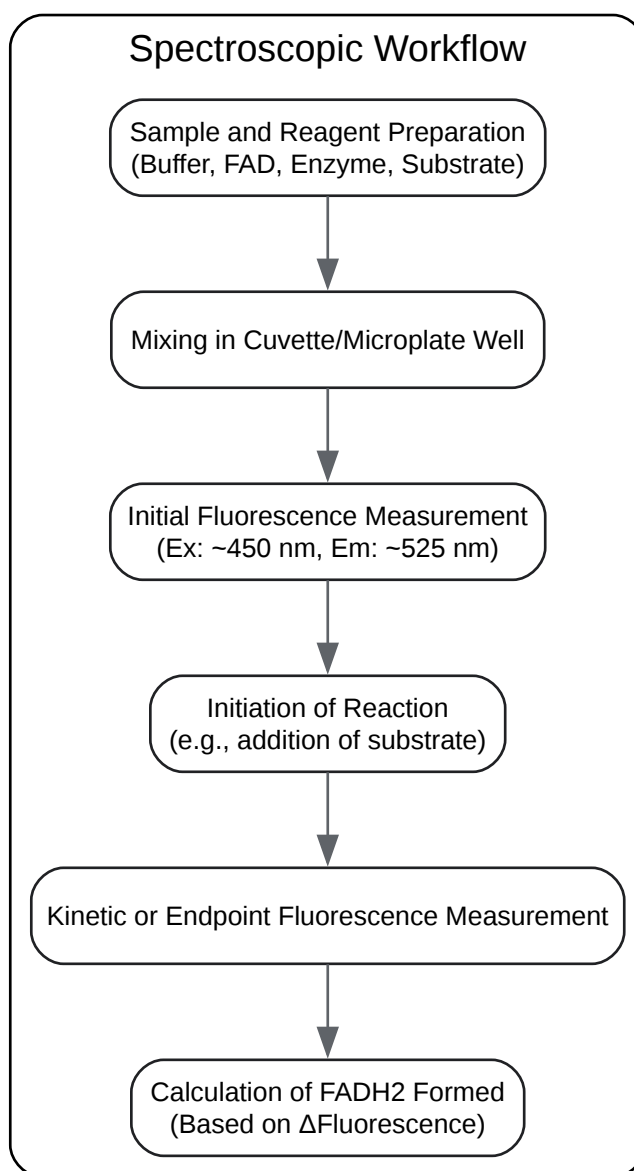 Spectroscopic Workflow
Sample and Reagent Preparation
(Buffer, FAD, Enzyme, Substrate)
Mixing in Cuvette/Microplate Well
Initial Fluorescence Measurement
(Ex: ~450 nm, Em: ~525 nm)
Initiation of Reaction
(e.g., addition of substrate)
Kinetic or Endpoint Fluorescence Measurement
Calculation of FADH2 Formed
(Based on ΔFluorescence)